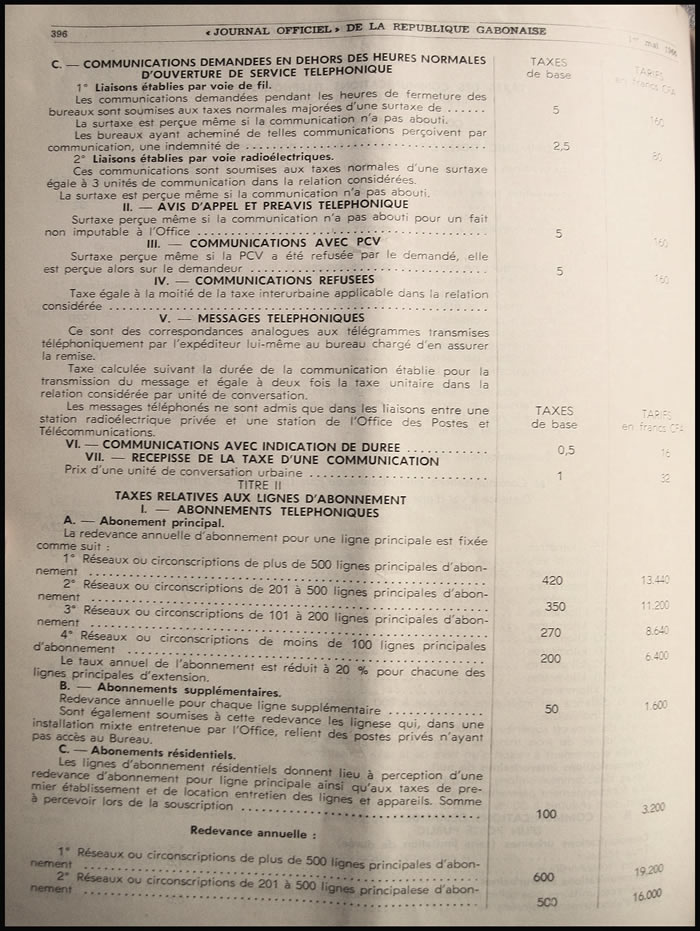 396
« JOURNAL OFFICIEL » DE LA REPUBLIQUE GABONAISE
1er mai 1966
C. — COMMUNICATIONS DEMANDEES EN DEHORS DES HEURES NORMALES
D'OUVERTURE DE SERVICE TELEPHONIQUE
TAXES
de base
TARIFS
en francs CFA
1° Liaisons établies par voie de fil.
Les communications demandées pendant les heures de fermeture des
bureaux sont soumises aux taxes normales majorées d'une surtaxe de ...... 5 160
La surtaxe est perçue même si la communication n'a pas abouti.
Les bureaux ayant acheminé de telles communications perçoivent par
communication, une indemnité de .................................... 2,5 80
2° Liaisons établies par voie radioélectriques.
Ces communications sont soumises aux taxes normales d'une surtaxe
égale à 3 unités de communication dans la relation considérées.
La surtaxe est perçue même si la communication n'a pas abouti.
II. — AVIS D'APPEL ET PREAVIS TELEPHONIQUE
Surtaxe perçue même si la communication n'a pas abouti pour un fait
non imputable à l'Office .......................................... 5 160
III. — COMMUNICATIONS AVEC PCV
Surtaxe perçue même si la PCV a été refusée par le demandé, elle
est perçue alors sur le demandeur .................................. 5 160
IV. — COMMUNICATIONS REFUSEES
Taxe égale à la moitié de la taxe interurbaine applicable dans la relation
considérée ......................................................
V. — MESSAGES TELEPHONIQUES
Ce sont des correspondances analogues aux télégrammes transmises
téléphoniquement par l'expéditeur lui-même au bureau chargé d'en assurer
la remise.
Taxe calculée suivant la durée de la communication établie pour la
transmission du message et égale à deux fois la taxe unitaire dans la
relation considérée par unité de conversation.
Les messages téléphonés ne sont admis que dans les liaisons entre une
station radioélectrique privée et une station de l'Office des Postes et
Télécommunications.
TAXES
de base
TARIFS
en francs CFA
VI. — COMMUNICATIONS AVEC INDICATION DE DUREE ............ 0,5 16
VII. — RECEPISSE DE LA TAXE D'UNE COMMUNICATION
Prix d'une unité de conversation urbaine ............................ 1 32
TITRE II
TAXES RELATIVES AUX LIGNES D'ABONNEMENT
I. — ABONNEMENTS TELEPHONIQUES
A. — Abonement principal.
La redevance annuelle d'abonnement pour une ligne principale est fixée
comme suit :
1° Réseaux ou circonscriptions de plus de 500 lignes principales d'abon-
nement ........................................................ 420 13.440
2° Réseaux ou circonscriptions de 201 à 500 lignes principales d'abon-
nement ........................................................ 350 11.200
3° Réseaux ou circonscriptions de 101 à 200 lignes principales d'abon-
nement ........................................................ 270 8.640
4° Réseaux ou circonscriptions de moins de 100 lignes principales
d'abonnement .................................................. 200 6.400
Le taux annuel de l'abonnement est réduit à 20 % pour chacune des
lignes principales d'extension.
B. — Abonnements supplémentaires.
Redevance annuelle pour chaque ligne supplémentaire .............. 50 1.600
Sont également soumises à cette redevance les lignese qui, dans une
installation mixte entretenue par l'Office, relient des postes privés n'ayant
pas accès au Bureau.
C. — Abonements résidentiels.
Les lignes d'abonnement résidentiels donnent lieu à perception d'une
redevance d'abonnement pour ligne principale ainsi qu'aux taxes de pre-
mier établissement et de location entretien des lignes et appareils. Somme
à percevoir lors de la souscription .................................. 100 3.200
Redevance annuelle :
1° Réseaux ou circonscriptions de plus de 500 lignes principales d'abon-
nement ........................................................ 600 19.200
2° Réseaux ou circonscriptions de 201 à 500 lignes principalese d'abon-
nement ........................................................ 500 16.000